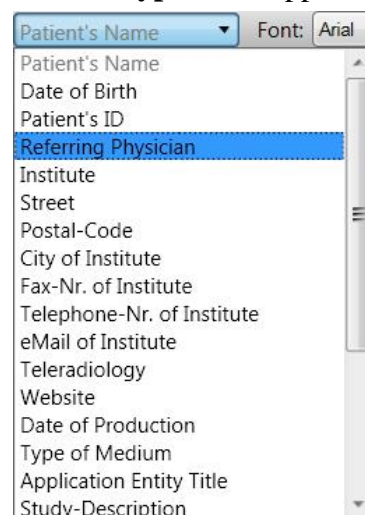 Patient's Name Font: Arial
Patient's Name
Date of Birth
Patient's ID
Referring Physician
Institute
Street
Postal-Code
City of Institute
Fax-Nr. of Institute
Telephone-Nr. of Institute
eMail of Institute
Teleradiology
Website
Date of Production
Type of Medium
Application Entity Title
Study-Description